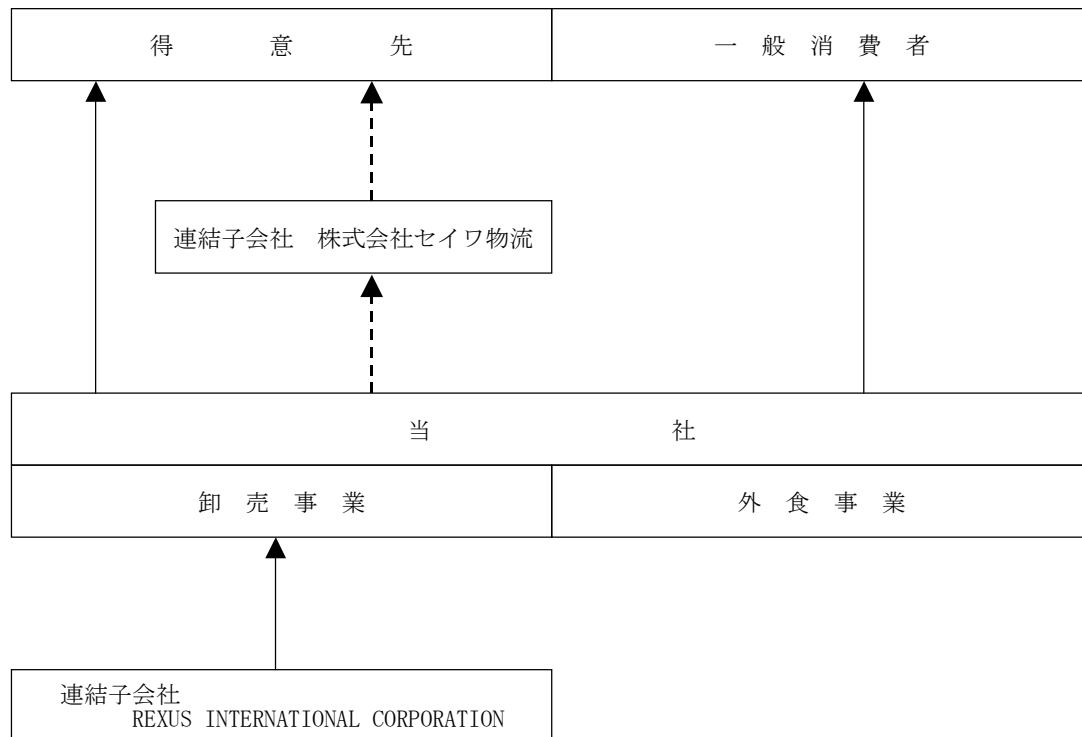 得意先
一般消費者
連結子会社　株式会社セイワ物流
当社
卸売事業
外食事業
連結子会社
REXUS INTERNATIONAL CORPORATION